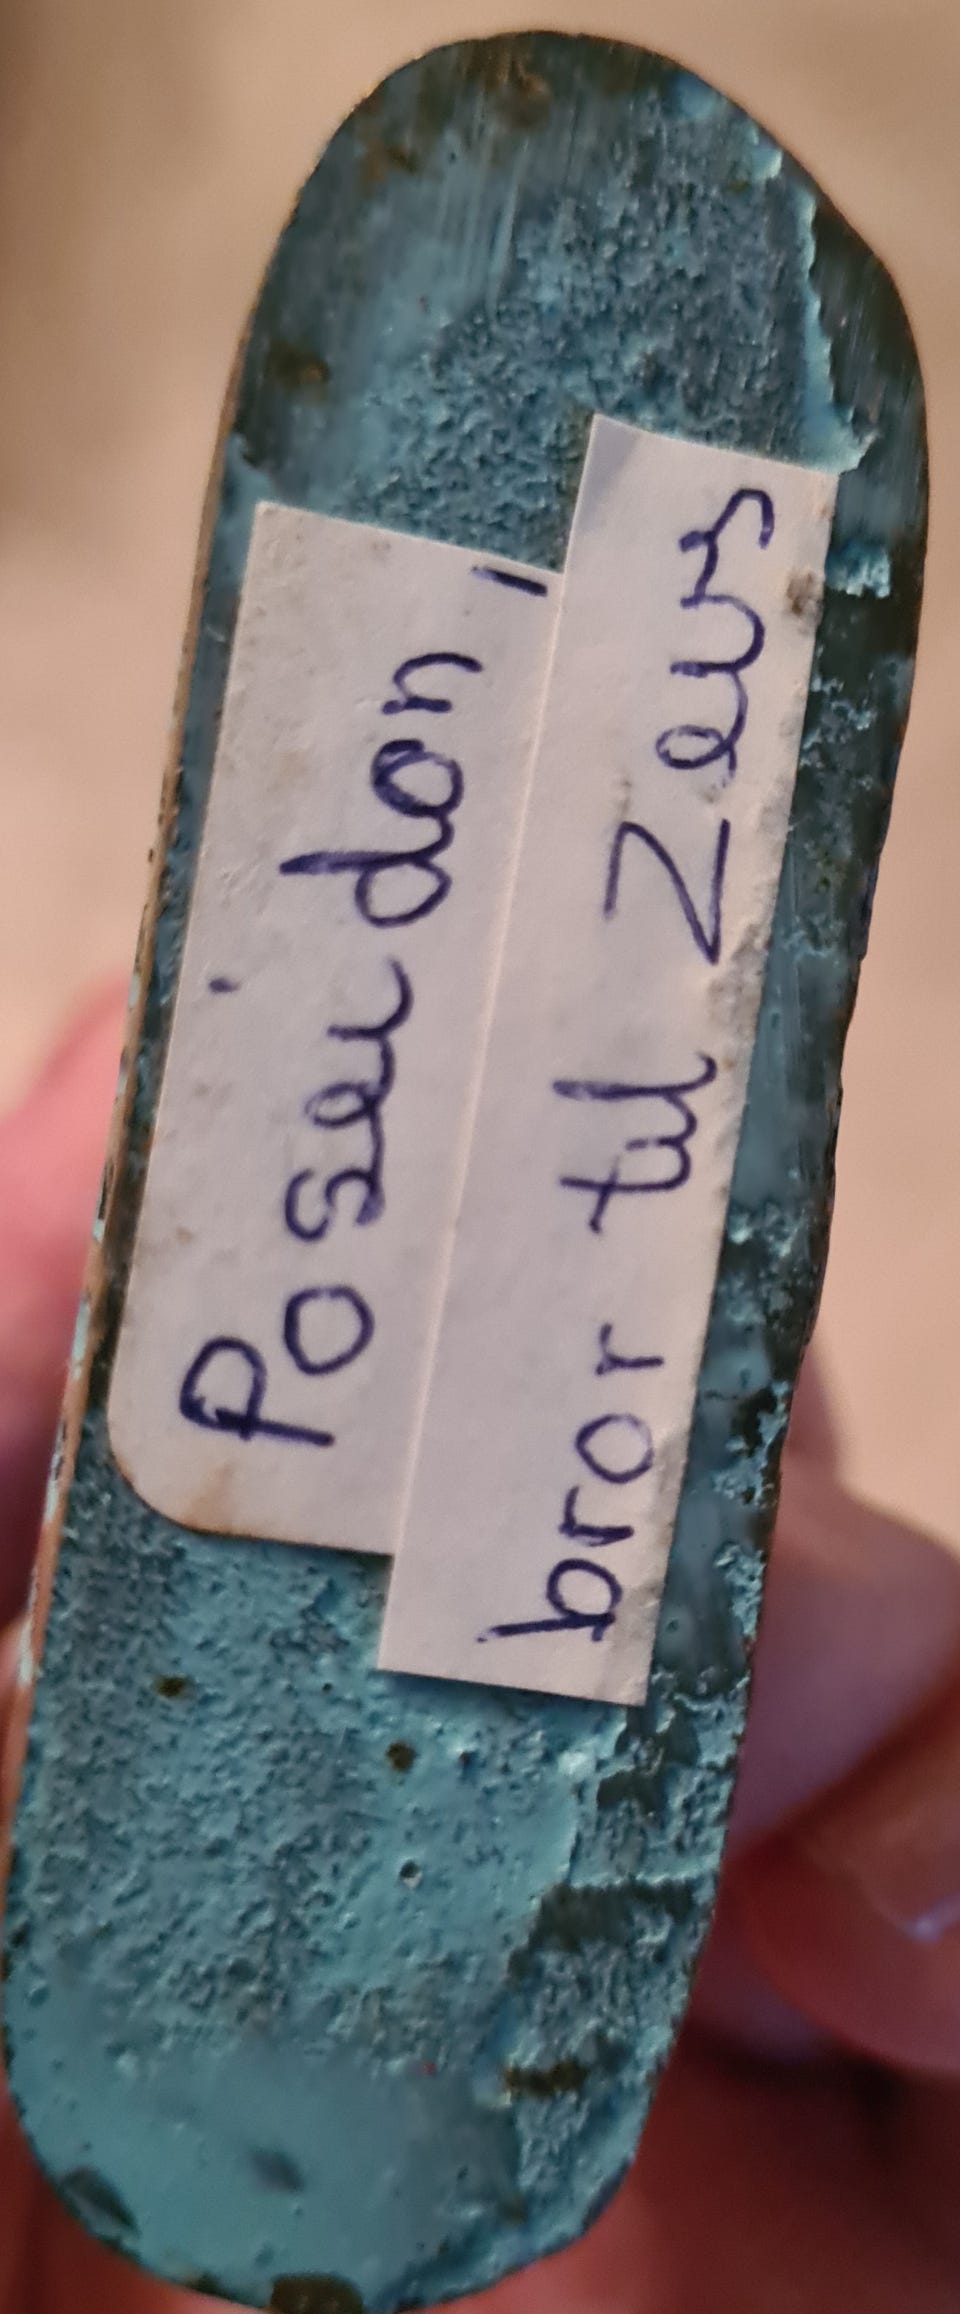 Poseidon,
bror til Zeus